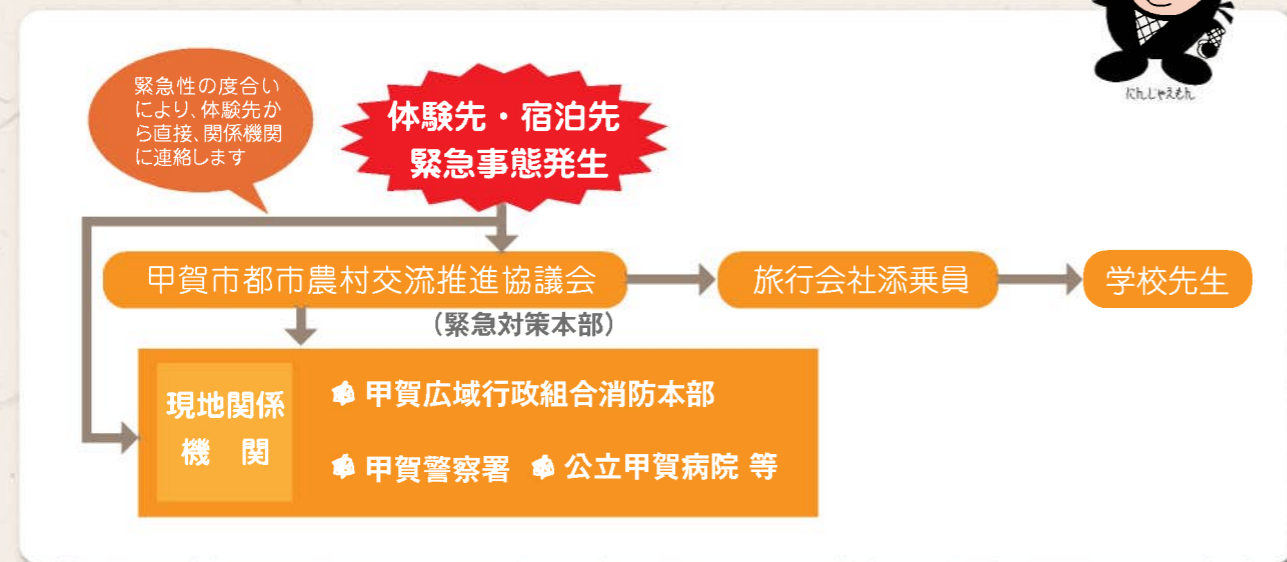 にんじゃえもん
緊急性の度合い
により、体験先か
ら直接、関係機関
に連絡します
体験先・宿泊先
緊急事態発生
甲賀市都市農村交流推進協議会
旅行会社添乗員
学校先生
（緊急対策本部）
現地関係
機　関
甲賀広域行政組合消防本部
甲賀警察署
公立甲賀病院 等